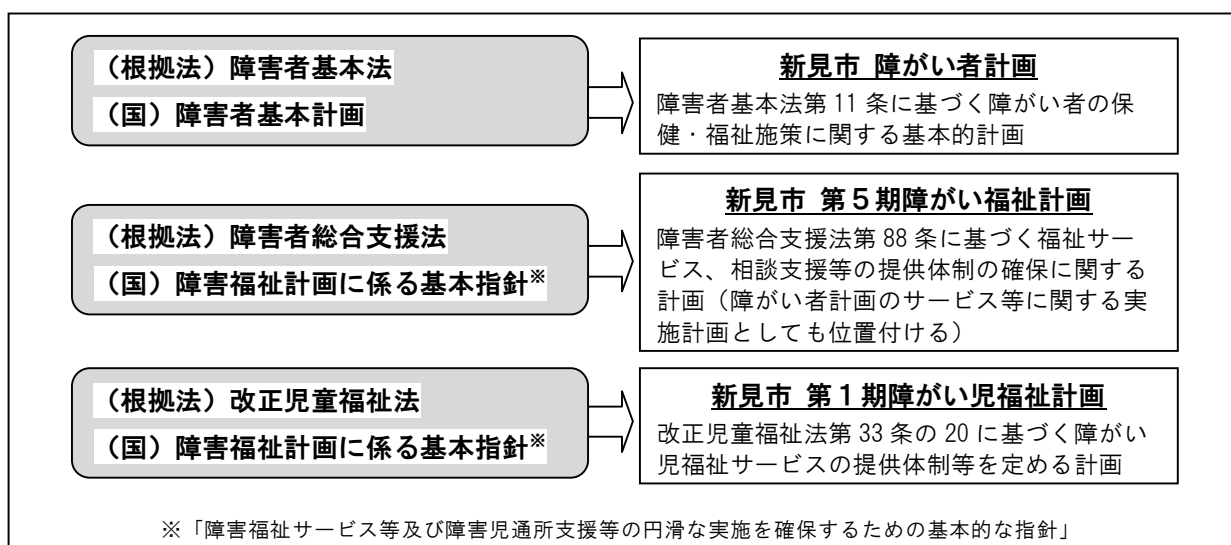 （根拠法）障害者基本法
（国）障害者基本計画
新見市 障がい者計画
障害者基本法第 11 条に基づく障がい者の保
健・福祉施策に関する基本的計画
（根拠法）障害者総合支援法
（国）障害福祉計画に係る基本指針※
新見市 第５期障がい福祉計画
障害者総合支援法第 88 条に基づく福祉サー
ビス、相談支援等の提供体制の確保に関する
計画（障がい者計画のサービス等に関する実
施計画としても位置付ける）
（根拠法）改正児童福祉法
（国）障害福祉計画に係る基本指針※
新見市 第１期障がい児福祉計画
改正児童福祉法第 33 条の 20 に基づく障がい
児福祉サービスの提供体制等を定める計画
※「障害福祉サービス等及び障害児通所支援等の円滑な実施を確保するための基本的な指針」